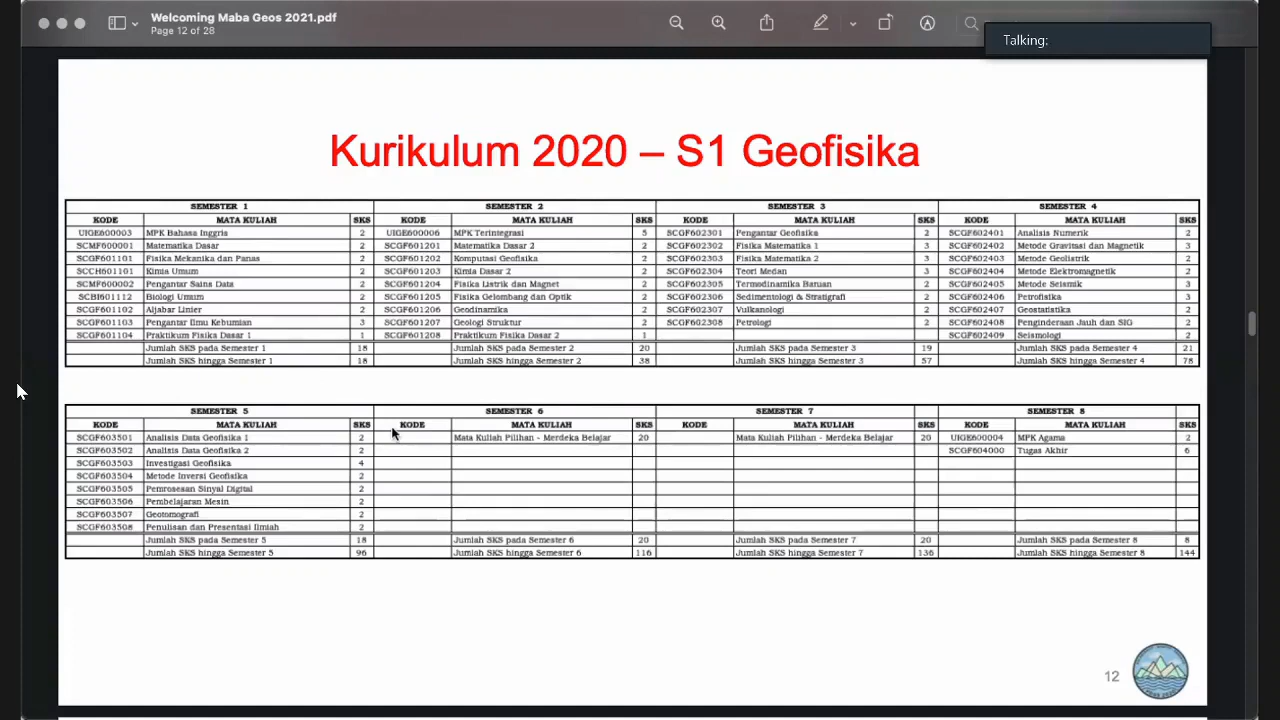 Welcoming Maba Geos 2021.pdf
Page 12 of 28
Talking:
Kurikulum 2020 – S1 Geofisika
SEMESTER 1 SEMESTER 2 SEMESTER 3 SEMESTER 4
KODE MATA KULIAH SKS KODE MATA KULIAH SKS KODE MATA KULIAH SKS KODE MATA KULIAH SKS
UIGE600003 MPK Bahasa Inggris 2 UIGE600006 MPK Terintegrasi 5 SCGF602301 Pengantar Geofisika 2 SCGF602401 Analisis Numerik 2
SCMF600001 Matematika Dasar 2 SCGF601201 Matematika Dasar 2 2 SCGF602302 Fisika Matematika 1 3 SCGF602402 Metode Gravitasi dan Magnetik 3
SCGF601101 Fisika Mekanika dan Panas 2 SCGF601202 Komputasi Geofisika 2 SCGF602303 Fisika Matematika 2 3 SCGF602403 Metode Geolistrik 2
SCCH601101 Kimia Umum 2 SCGF601203 Kimia Dasar 2 2 SCGF602304 Teori Medan 3 SCGF602404 Metode Elektromagnetik 2
SCMF600002 Pengantar Sains Data 2 SCGF601204 Fisika Listrik dan Magnet 2 SCGF602305 Termodinamika Batuan 2 SCGF602405 Metode Seismik 3
SCBI601112 Biologi Umum 2 SCGF601205 Fisika Gelombang dan Optik 2 SCGF602306 Sedimentologi & Stratigrafi 2 SCGF602406 Petrofisika 3
SCGF601102 Aljabar Linier 2 SCGF601206 Geodinamika 2 SCGF602307 Vulkanologi 2 SCGF602407 Geostatistika 2
SCGF601103 Pengantar Ilmu Kebumian 3 SCGF601207 Geologi Struktur 2 SCGF602308 Petrologi 2 SCGF602408 Penginderaan Jauh dan SIG 2
SCGF601104 Praktikum Fisika Dasar 1 1 SCGF601208 Praktikum Fisika Dasar 2 1 SCGF602409 Seismologi 2
Jumlah SKS pada Semester 1 18 Jumlah SKS pada Semester 2 20 Jumlah SKS pada Semester 3 19 Jumlah SKS pada Semester 4 21
Jumlah SKS hingga Semester 1 18 Jumlah SKS hingga Semester 2 38 Jumlah SKS hingga Semester 3 57 Jumlah SKS hingga Semester 4 78
SEMESTER 5 SEMESTER 6 SEMESTER 7 SEMESTER 8
KODE MATA KULIAH SKS KODE MATA KULIAH SKS KODE MATA KULIAH SKS KODE MATA KULIAH SKS
SCGF603501 Analisis Data Geofisika 1 2 Mata Kuliah Pilihan - Merdeka Belajar 20 Mata Kuliah Pilihan - Merdeka Belajar 20 UIGE600004 MPK Agama 2
SCGF603502 Analisis Data Geofisika 2 2 SCGF604000 Tugas Akhir 6
SCGF603503 Investigasi Geofisika 4
SCGF603504 Metode Inversi Geofisika 2
SCGF603505 Pemrosesan Sinyal Digital 2
SCGF603506 Pembelajaran Mesin 2
SCGF603507 Geotomografi 2
SCGF603508 Penulisan dan Presentasi Ilmiah 2
Jumlah SKS pada Semester 5 18 Jumlah SKS pada Semester 6 20 Jumlah SKS pada Semester 7 20 Jumlah SKS pada Semester 8 8
Jumlah SKS hingga Semester 5 96 Jumlah SKS hingga Semester 6 116 Jumlah SKS hingga Semester 7 136 Jumlah SKS hingga Semester 8 144
12